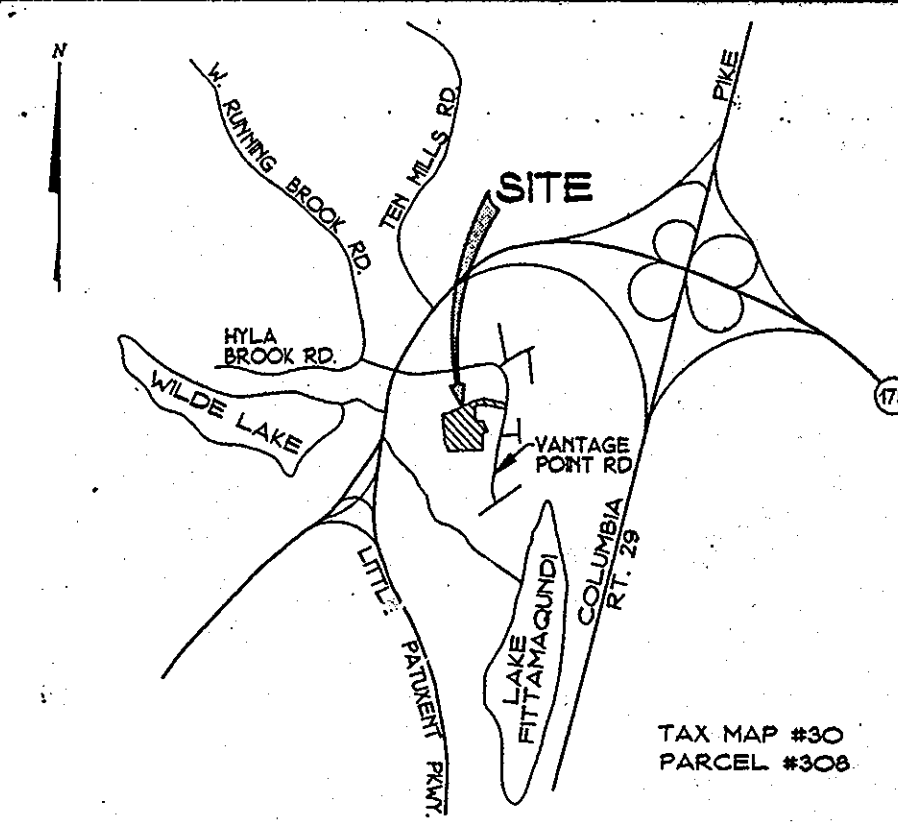 N
W. RUNNING BROOK RD.
TEN MILLS RD.
PIKE
SITE
HYLA
BROOK RD.
WILDE LAKE
VANTAGE
POINT RD
COLUMBIA
RT. 29
LAKE
FITTAMAQUNDI
PATUXENT PKWY.
TAX MAP #30
PARCEL #308